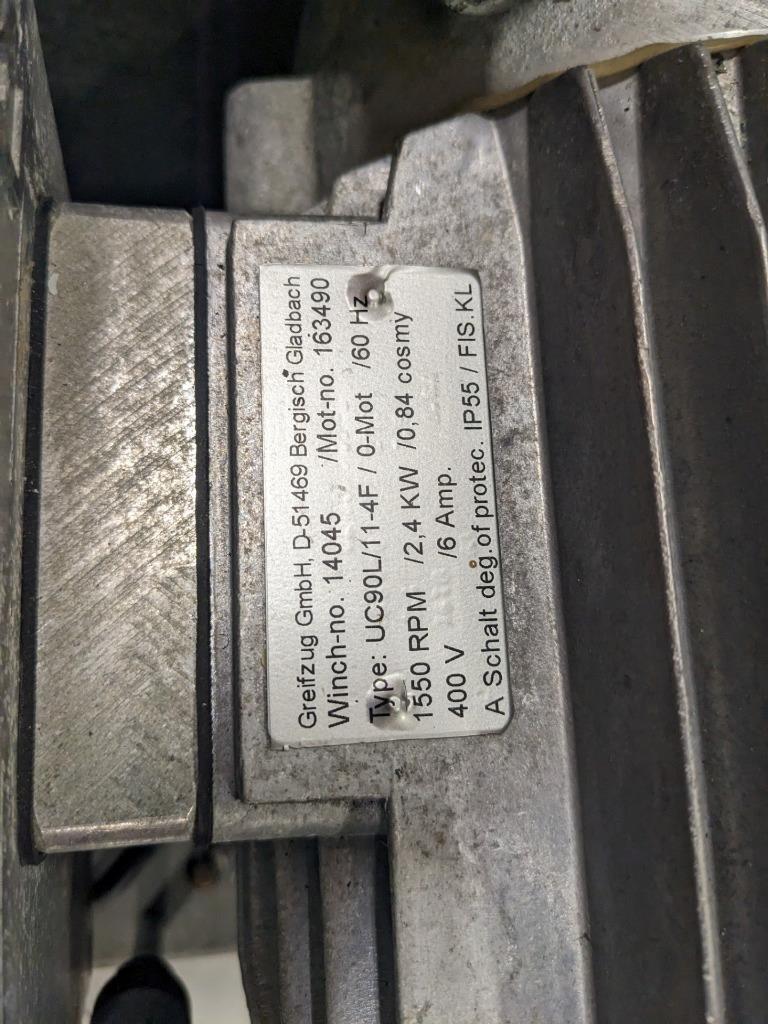 Greifzug GmbH, D-51469 Bergisch Gladbach
Winch-no. 14045 /Mot-no. 163490
Type: UC90L/11-4F / 0-Mot /60 Hz
1550 RPM /2,4 KW /0,84 cosmy
400 V /6 Amp.
A Schalt deg. of protec. IP55 / FIS.KL